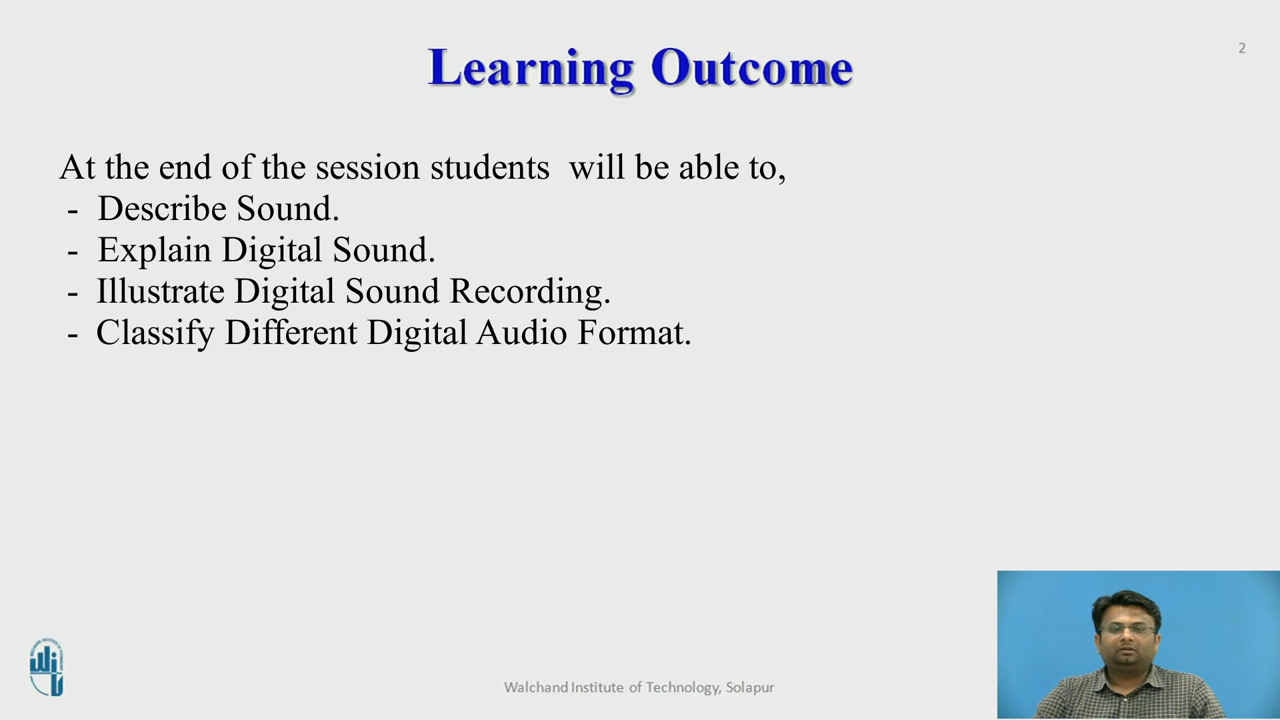 2
Learning Outcome
At the end of the session students will be able to,
- Describe Sound.
- Explain Digital Sound.
- Illustrate Digital Sound Recording.
- Classify Different Digital Audio Format.
Walchand Institute of Technology, Solapur